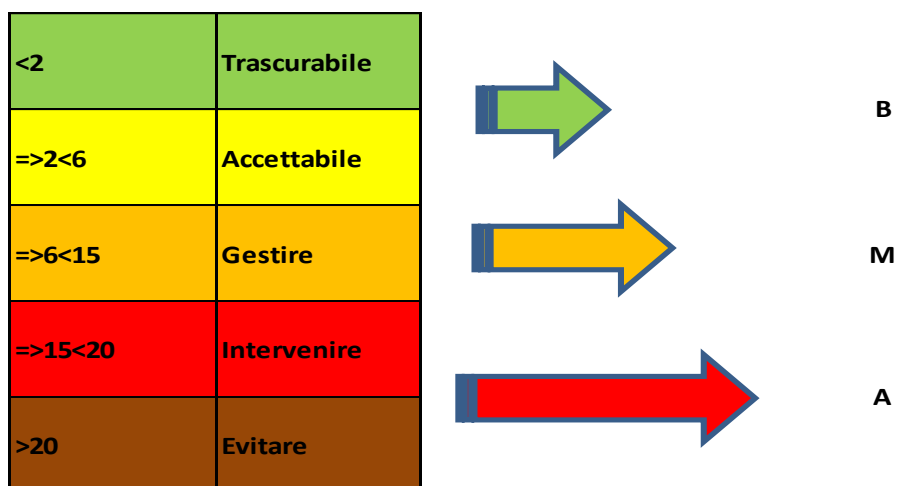 <2 Trascurabile
B
=>2<6 Accettabile
=>6<15 Gestire
M
=>15<20 Intervenire
A
>20 Evitare